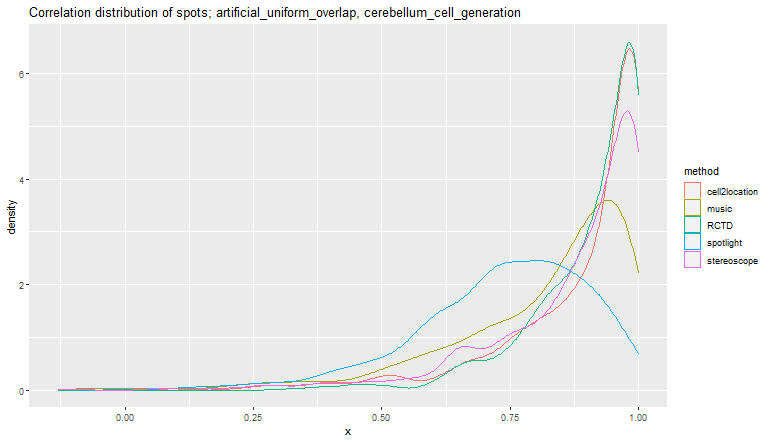 Correlation distribution of spots; artificial_uniform_overlap, cerebellum_cell_generation
6
4
2
0
density
0.00 0.25 0.50 0.75 1.00
x
method
cell2location
music
RCTD
spotlight
stereoscope